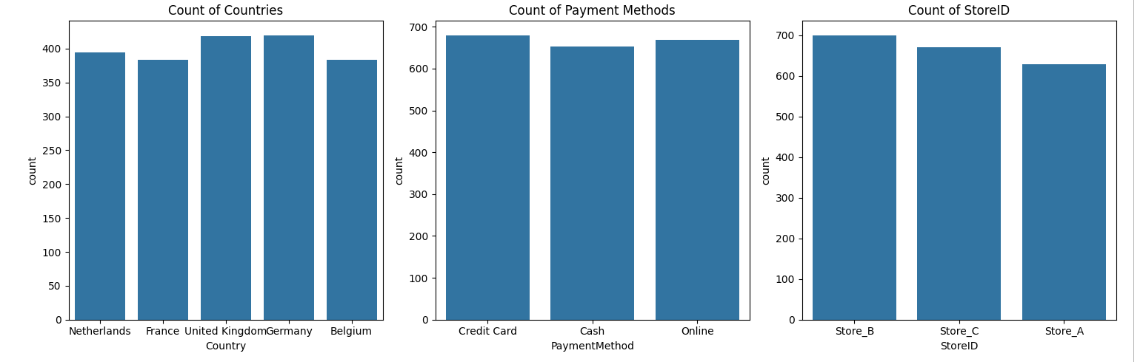 Count of Countries
count
400
350
300
250
200
150
100
50
0
Netherlands France United Kingdom Germany Belgium
Country
Count of Payment Methods
count
700
600
500
400
300
200
100
0
Credit Card Cash Online
PaymentMethod
Count of StoreID
count
700
600
500
400
300
200
100
0
Store_B Store_C Store_A
StoreID